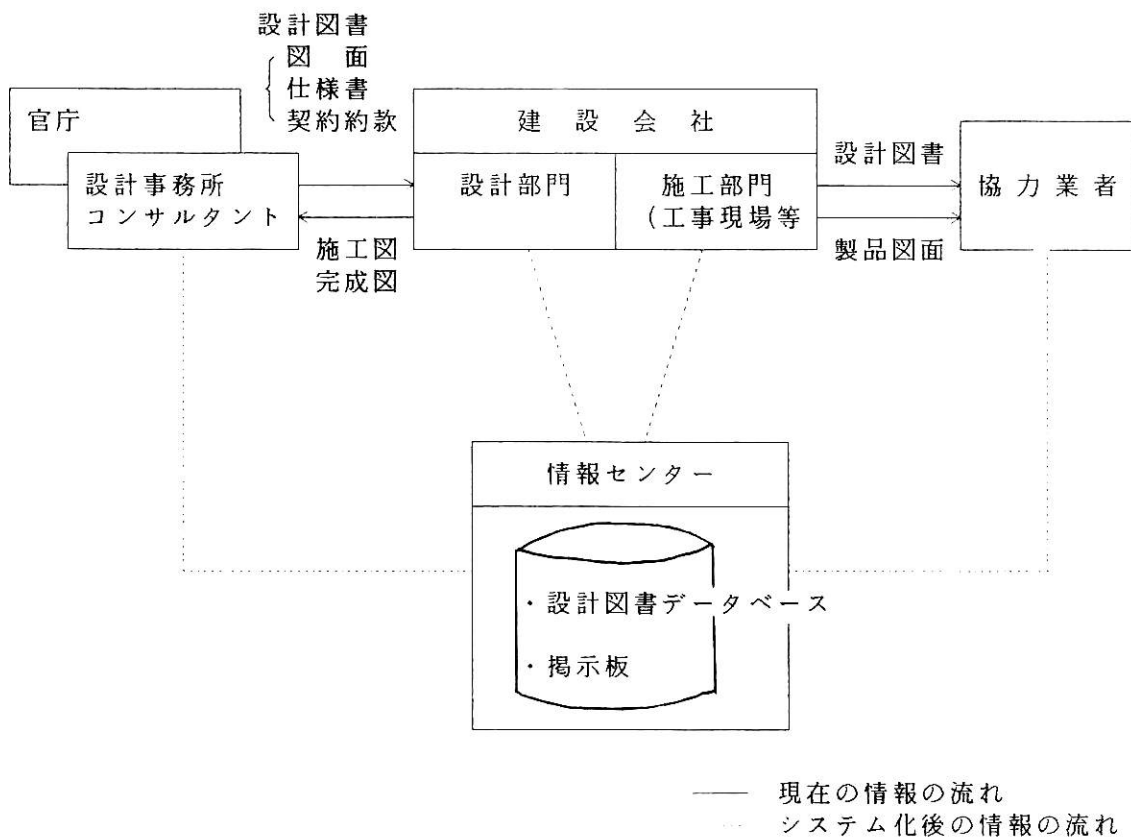 設計図書
図　面
仕様書
契約約款
官庁
設計事務所
コンサルタント
建　設　会　社
設計部門
施工部門
（工事現場等
設計図書
製品図面
協力業者
施工図
完成図
情報センター
・設計図書データベース
・掲示板
現在の情報の流れ
システム化後の情報の流れ